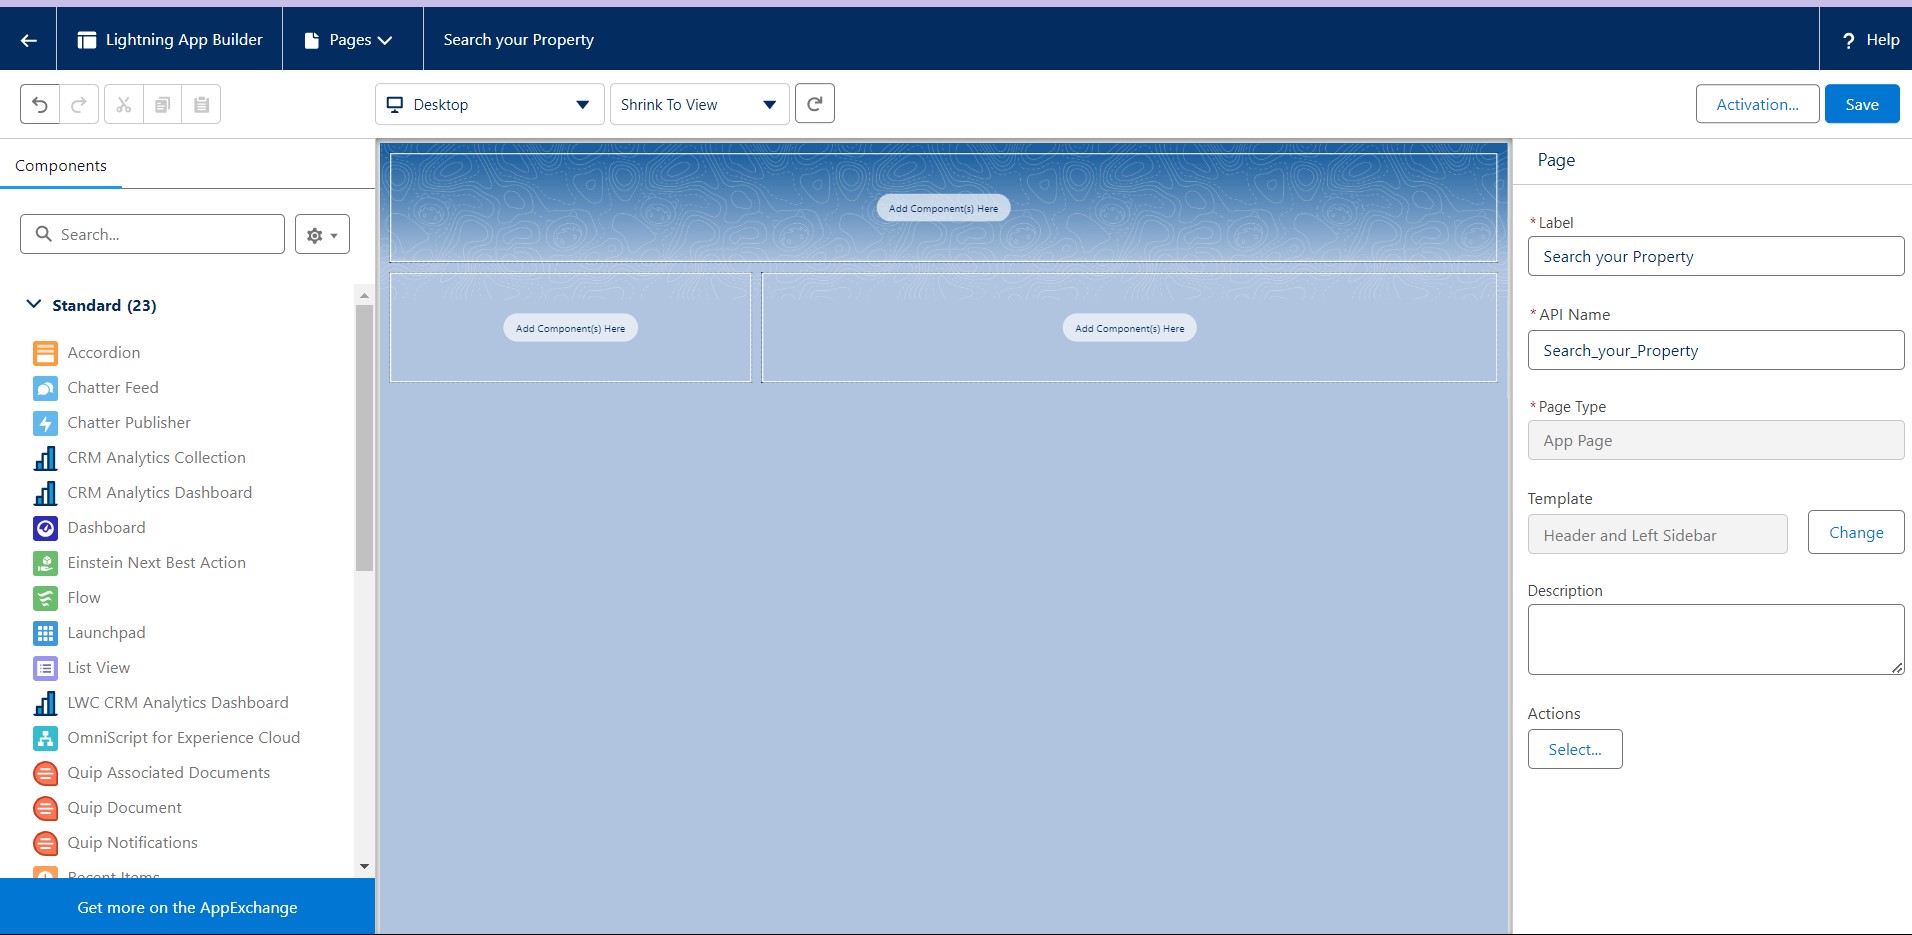 Lightning App Builder
Pages
Search your Property
? Help
Desktop
Shrink To View
Activation...
Save
Components
Search...
Standard (23)
Accordion
Chatter Feed
Chatter Publisher
CRM Analytics Collection
CRM Analytics Dashboard
Dashboard
Einstein Next Best Action
Flow
Launchpad
List View
LWC CRM Analytics Dashboard
OmniScript for Experience Cloud
Quip Associated Documents
Quip Document
Quip Notifications
Recent Items
Get more on the AppExchange
Add Component(s) Here
Add Component(s) Here
Add Component(s) Here
Page
* Label
Search your Property
* API Name
Search_your_Property
* Page Type
App Page
Template
Header and Left Sidebar
Change
Description
Actions
Select...